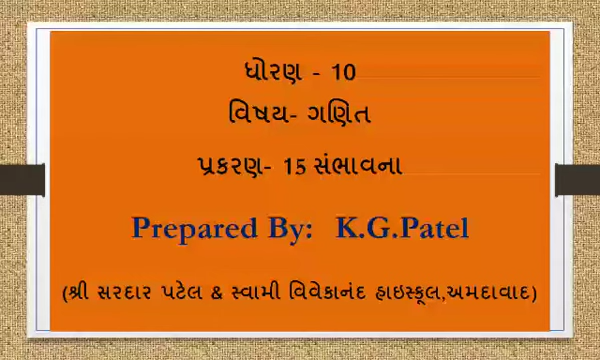 ધોરણ - 10
વિષય- ગણિત
પ્રકરણ- 15 સંભાવના
Prepared By: K.G.Patel
(શ્રી સરદાર પટેલ & સ્વામી વિવેકાનંદ હાઇસ્કૂલ,અમદાવાદ)